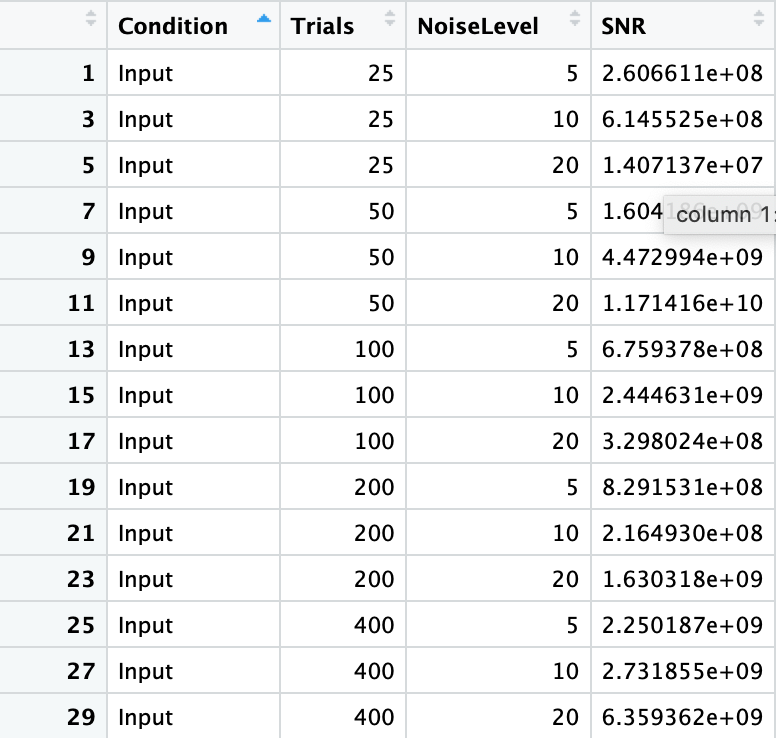 Condition Trials NoiseLevel SNR
1 Input 25 5 2.606611e+08
3 Input 25 10 6.145525e+08
5 Input 25 20 1.407137e+07
7 Input 50 5 column 1:
9 Input 50 10 4.472994e+09
11 Input 50 20 1.171416e+10
13 Input 100 5 6.759378e+08
15 Input 100 10 2.444631e+09
17 Input 100 20 3.298024e+08
19 Input 200 5 8.291531e+08
21 Input 200 10 2.164930e+08
23 Input 200 20 1.630318e+09
25 Input 400 5 2.250187e+09
27 Input 400 10 2.731855e+09
29 Input 400 20 6.359362e+09